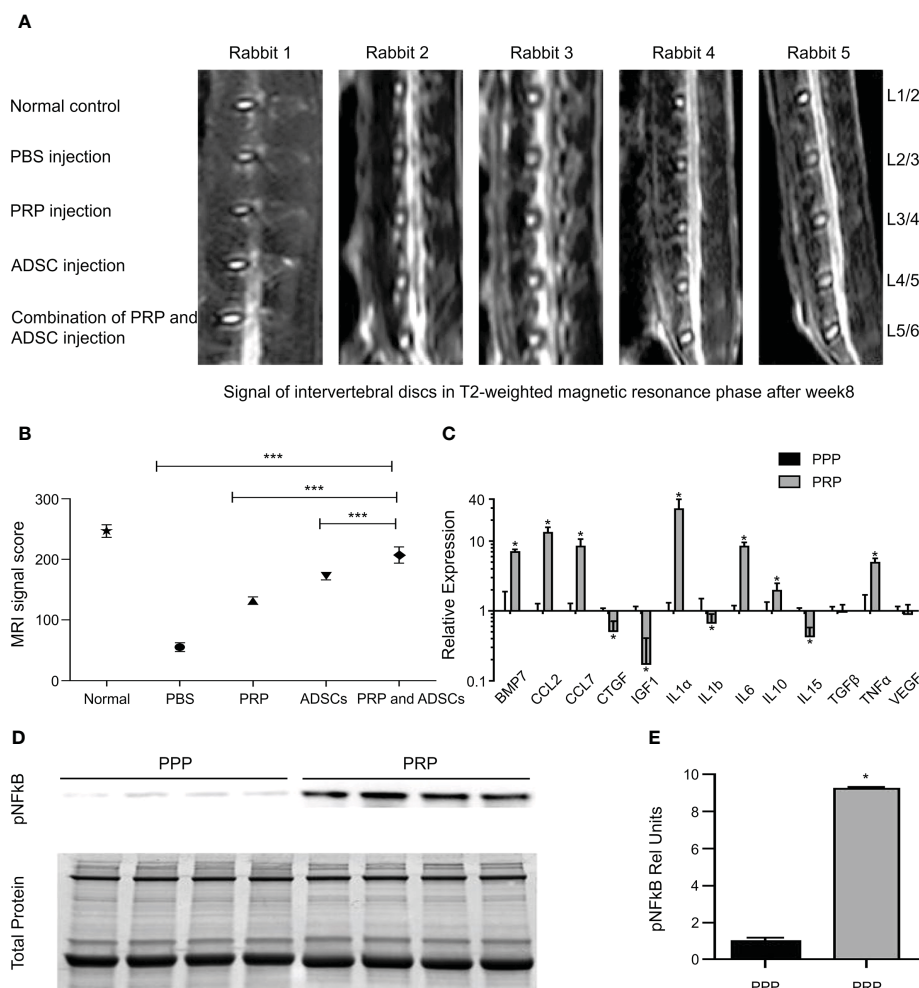 A
Rabbit 1
Rabbit 2
Rabbit 3
Rabbit 4
Rabbit 5
Normal control
PBS injection
PRP injection
ADSC injection
Combination of PRP and
ADSC injection
L1/2
L2/3
L3/4
L4/5
L5/6
Signal of intervertebral discs in T2-weighted magnetic resonance phase after week8
B
***
***
***
MRI signal score
300
200
100
0
Normal
PBS
PRP
ADSCs
PRP and ADSCs
C
PPP
PRP
Relative Expression
40
10
1
0.1
*
*
*
*
*
*
*
*
*
*
*
BMP7
CCL2
CCL7
CTGF
IGF1
IL1α
IL1b
IL6
IL10
IL15
TGFβ
TNFα
VEGF
D
PPP
PRP
pNFkB
Total Protein
E
pNFkB Rel Units
10
8
6
4
2
0
*
PPP
PRP